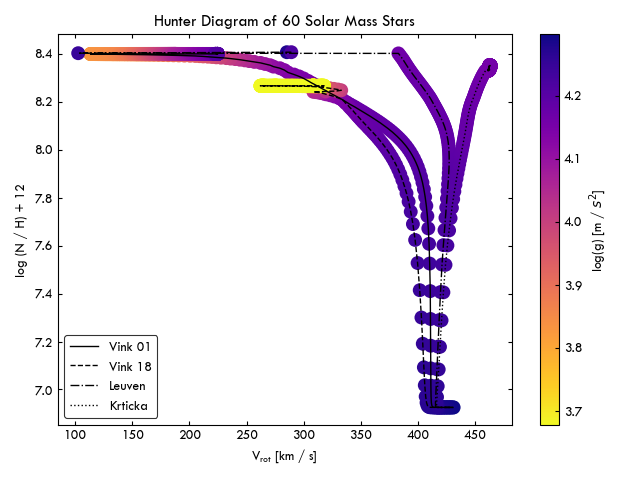 Hunter Diagram of 60 Solar Mass Stars
log (N / H) + 12
8.4
8.2
8.0
7.8
7.6
7.4
7.2
7.0
Vink 01
Vink 18
Leuven
Krticka
100 150 200 250 300 350 400 450
V_rot [km / s]
4.2
4.1
4.0
3.9
3.8
3.7
log(g) [m / s²]